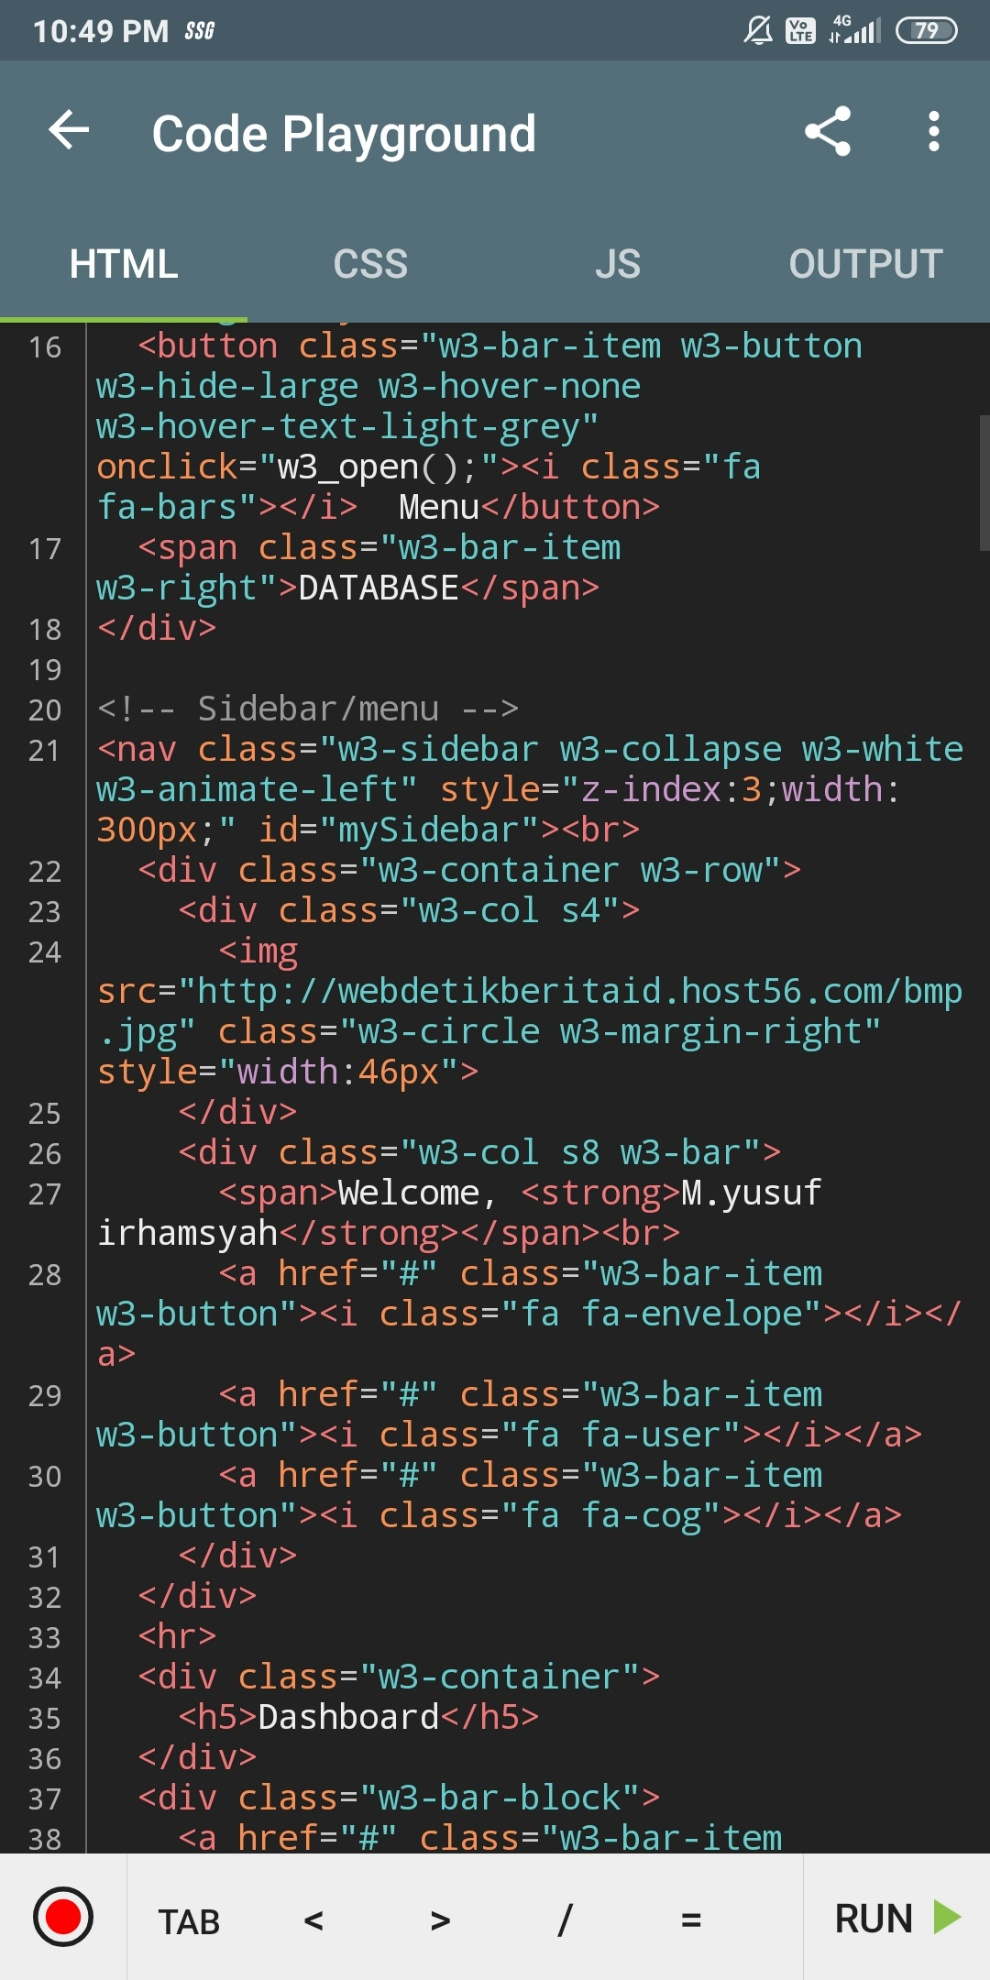 10:49 PM SSG Vo LTE 4G 79
Code Playground
HTML CSS JS OUTPUT
16 <button class="w3-bar-item w3-button
w3-hide-large w3-hover-none
w3-hover-text-light-grey"
onclick="w3_open();"><i class="fa
fa-bars"></i>  Menu</button>
17 <span class="w3-bar-item
w3-right">DATABASE</span>
18 </div>
19
20 <!-- Sidebar/menu -->
21 <nav class="w3-sidebar w3-collapse w3-white
w3-animate-left" style="z-index:3;width:
300px;" id="mySidebar"><br>
22 <div class="w3-container w3-row">
23 <div class="w3-col s4">
24 <img
src="http://webdetikberitaid.host56.com/bmp
.jpg" class="w3-circle w3-margin-right"
style="width:46px">
25 </div>
26 <div class="w3-col s8 w3-bar">
27 <span>Welcome, <strong>M.yusuf
irhamsyah</strong></span><br>
28 <a href="#" class="w3-bar-item
w3-button"><i class="fa fa-envelope"></i></
a>
29 <a href="#" class="w3-bar-item
w3-button"><i class="fa fa-user"></i></a>
30 <a href="#" class="w3-bar-item
w3-button"><i class="fa fa-cog"></i></a>
31 </div>
32 </div>
33 <hr>
34 <div class="w3-container">
35 <h5>Dashboard</h5>
36 </div>
37 <div class="w3-bar-block">
38 <a href="#" class="w3-bar-item
TAB < > / = RUN